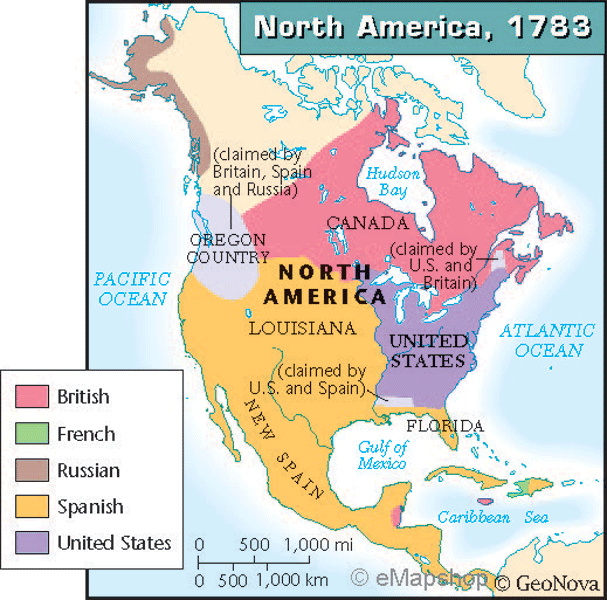 North America, 1783
(claimed by
Britain, Spain
and Russia)
Hudson
Bay
CANADA
OREGON
COUNTRY
(claimed by
U.S. and
Britain)
NORTH
AMERICA
PACIFIC
OCEAN
LOUISIANA
UNITED
STATES
ATLANTIC
OCEAN
(claimed by
U.S. and Spain)
NEW SPAIN
FLORIDA
Gulf of
Mexico
Caribbean Sea
British
French
Russian
Spanish
United States
0 500 1,000 mi
0 500 1,000 km
© eMapshop
© GeoNova